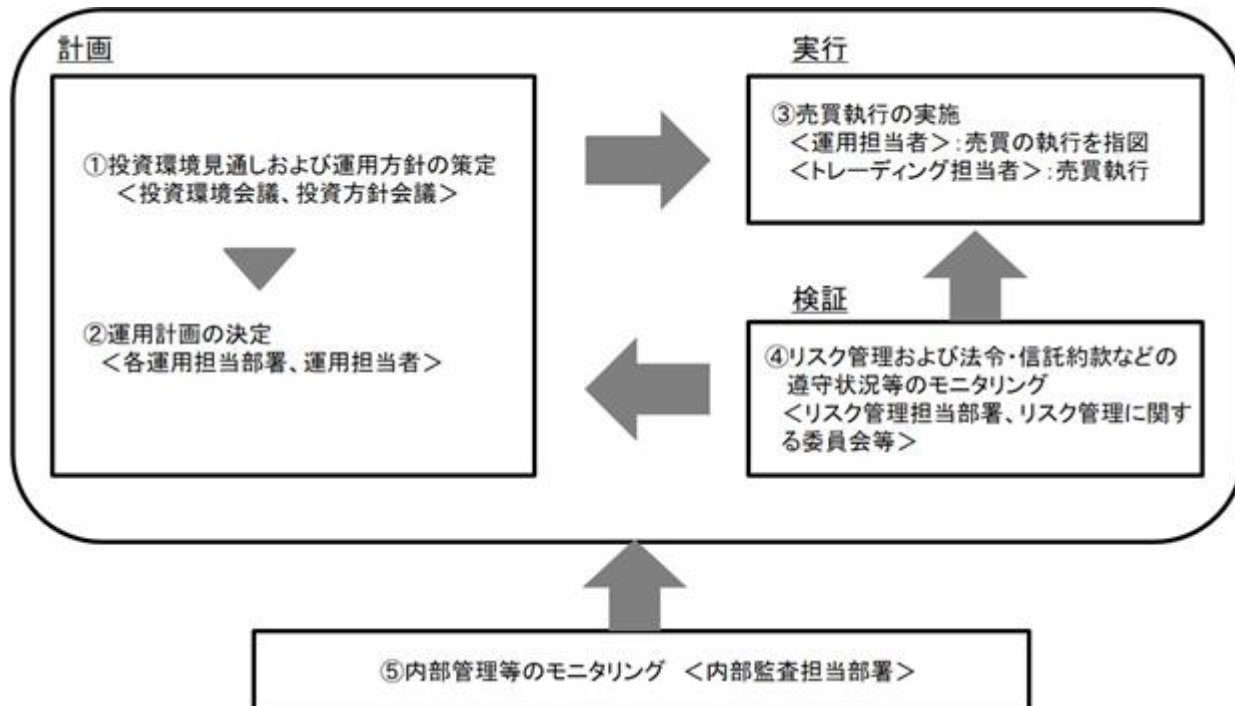 計画
①投資環境見通しおよび運用方針の策定
＜投資環境会議、投資方針会議＞
②運用計画の決定
＜各運用担当部署、運用担当者＞
実行
③売買執行の実施
＜運用担当者＞：売買の執行を指図
＜トレーディング担当者＞：売買執行
検証
④リスク管理および法令・信託約款などの
遵守状況等のモニタリング
＜リスク管理担当部署、リスク管理に関す
る委員会等＞
⑤内部管理等のモニタリング ＜内部監査担当部署＞